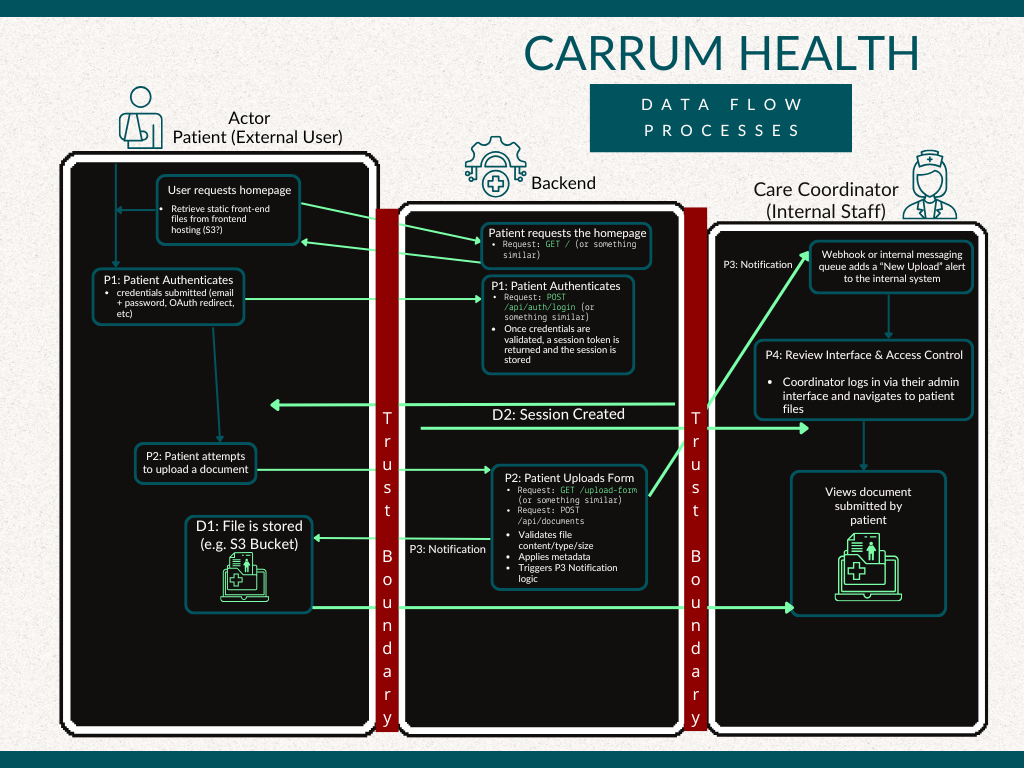 CARRUM HEALTH
DATA FLOW
PROCESSES
Actor
Patient (External User)
User requests homepage
• Retrieve static front-end
files from frontend
hosting (S3?)
P1: Patient Authenticates
• credentials submitted (email
+ password, OAuth redirect,
etc)
P2: Patient attempts
to upload a document
D1: File is stored
(e.g. S3 Bucket)
Trust Boundary
Backend
Patient requests the homepage
• Request: GET / (or something
similar)
P1: Patient Authenticates
• Request: POST
/api/auth/login (or
something similar)
• Once credentials are
validated, a session token is
returned and the session is
stored
D2: Session Created
P2: Patient Uploads Form
• Request: GET /upload-form
(or something similar)
• Request: POST
/api/documents
• Validates file
content/type/size
• Applies metadata
• Triggers P3 Notification
logic
P3: Notification
Trust Boundary
Care Coordinator
(Internal Staff)
P3: Notification
Webhook or internal messaging
queue adds a “New Upload” alert
to the internal system
P4: Review Interface & Access Control
• Coordinator logs in via their admin
interface and navigates to patient
files
Views document
submitted by
patient